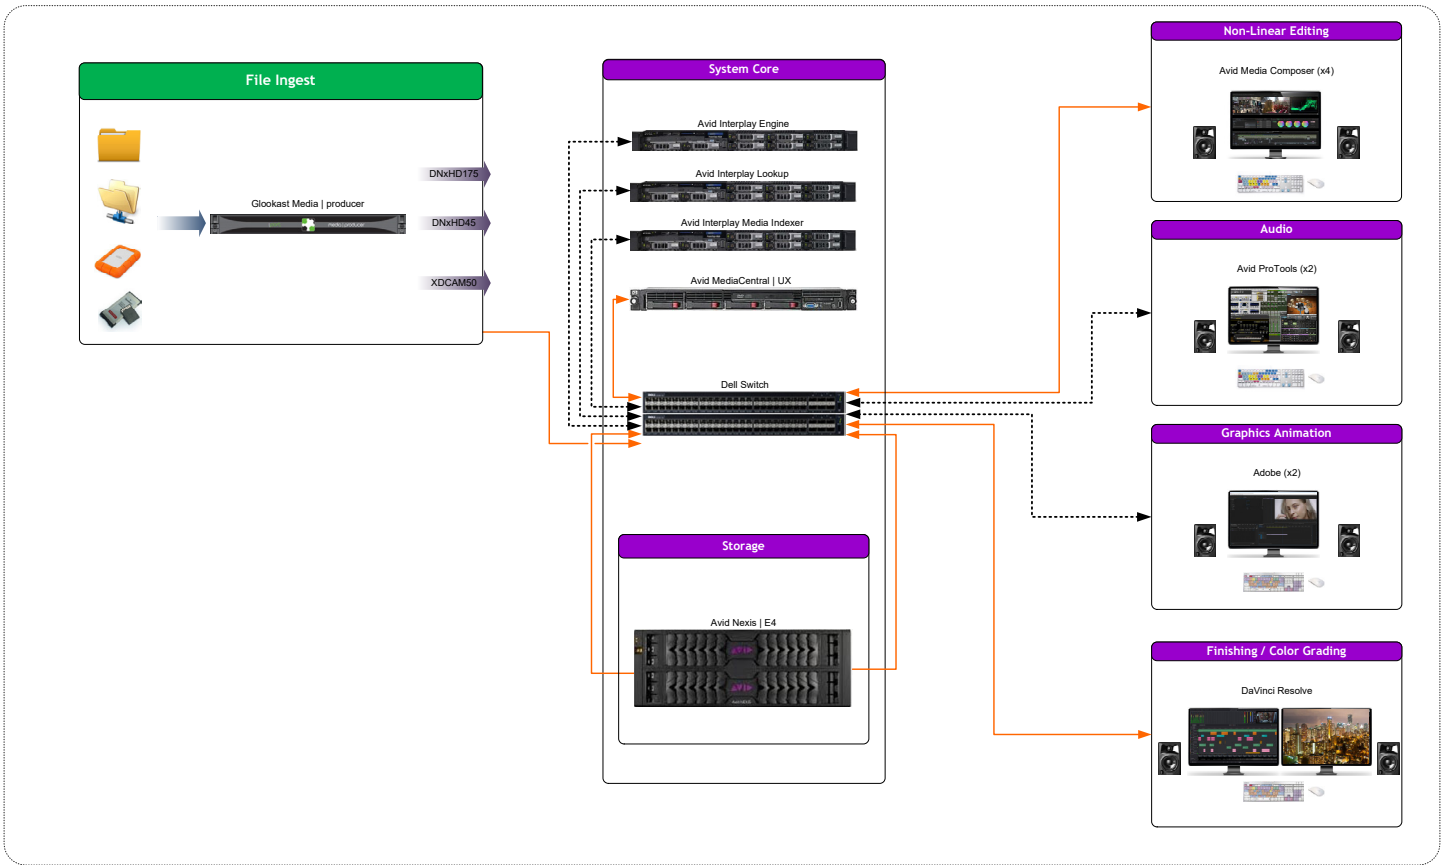 File Ingest
Glookast Media | producer
DNxHD175
DNxHD45
XDCAM50
System Core
Avid Interplay Engine
Avid Interplay Lookup
Avid Interplay Media Indexer
Avid MediaCentral | UX
Dell Switch
Storage
Avid Nexis | E4
AVID
AVID
Non-Linear Editing
Avid Media Composer (x4)
Audio
Avid ProTools (x2)
Graphics Animation
Adobe (x2)
Finishing / Color Grading
DaVinci Resolve